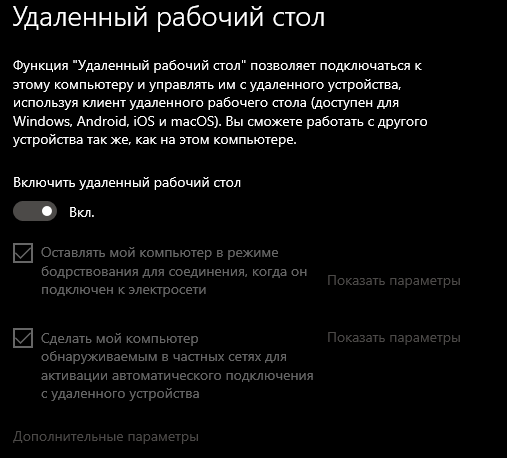 Удаленный рабочий стол
Функция "Удаленный рабочий стол" позволяет подключаться к
этому компьютеру и управлять им с удаленного устройства,
используя клиент удаленного рабочего стола (доступен для
Windows, Android, iOS и macOS). Вы сможете работать с другого
устройства так же, как на этом компьютере.
Включить удаленный рабочий стол
Вкл.
Оставлять мой компьютер в режиме
бодрствования для соединения, когда он
подключен к электросети
Показать параметры
Сделать мой компьютер
обнаруживаемым в частных сетях для
активации автоматического подключения
с удаленного устройства
Показать параметры
Дополнительные параметры